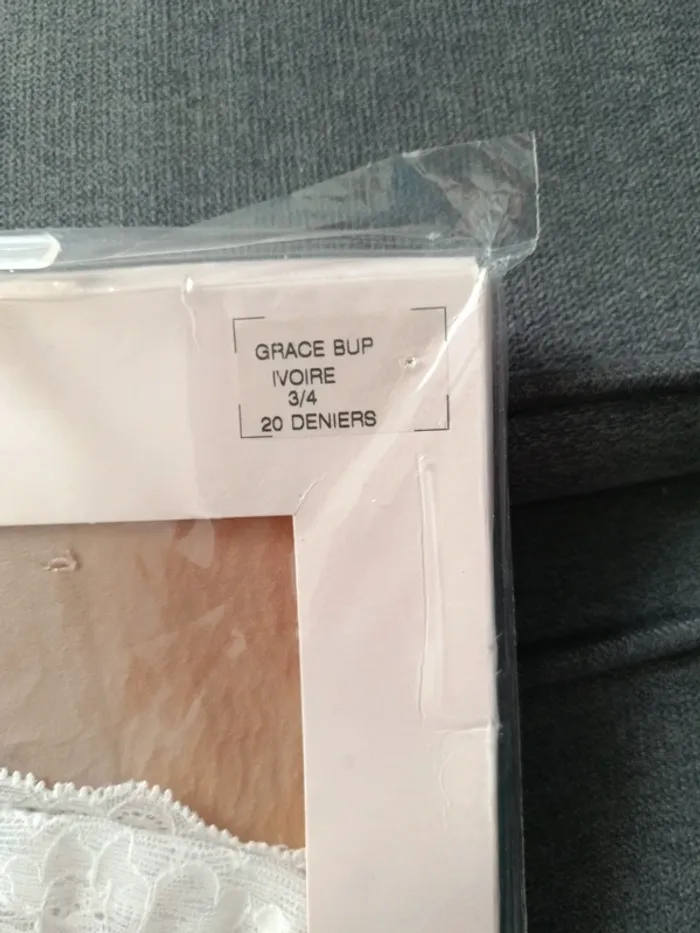 GRACE BUP
IVOIRE
3/4
20 DENIERS